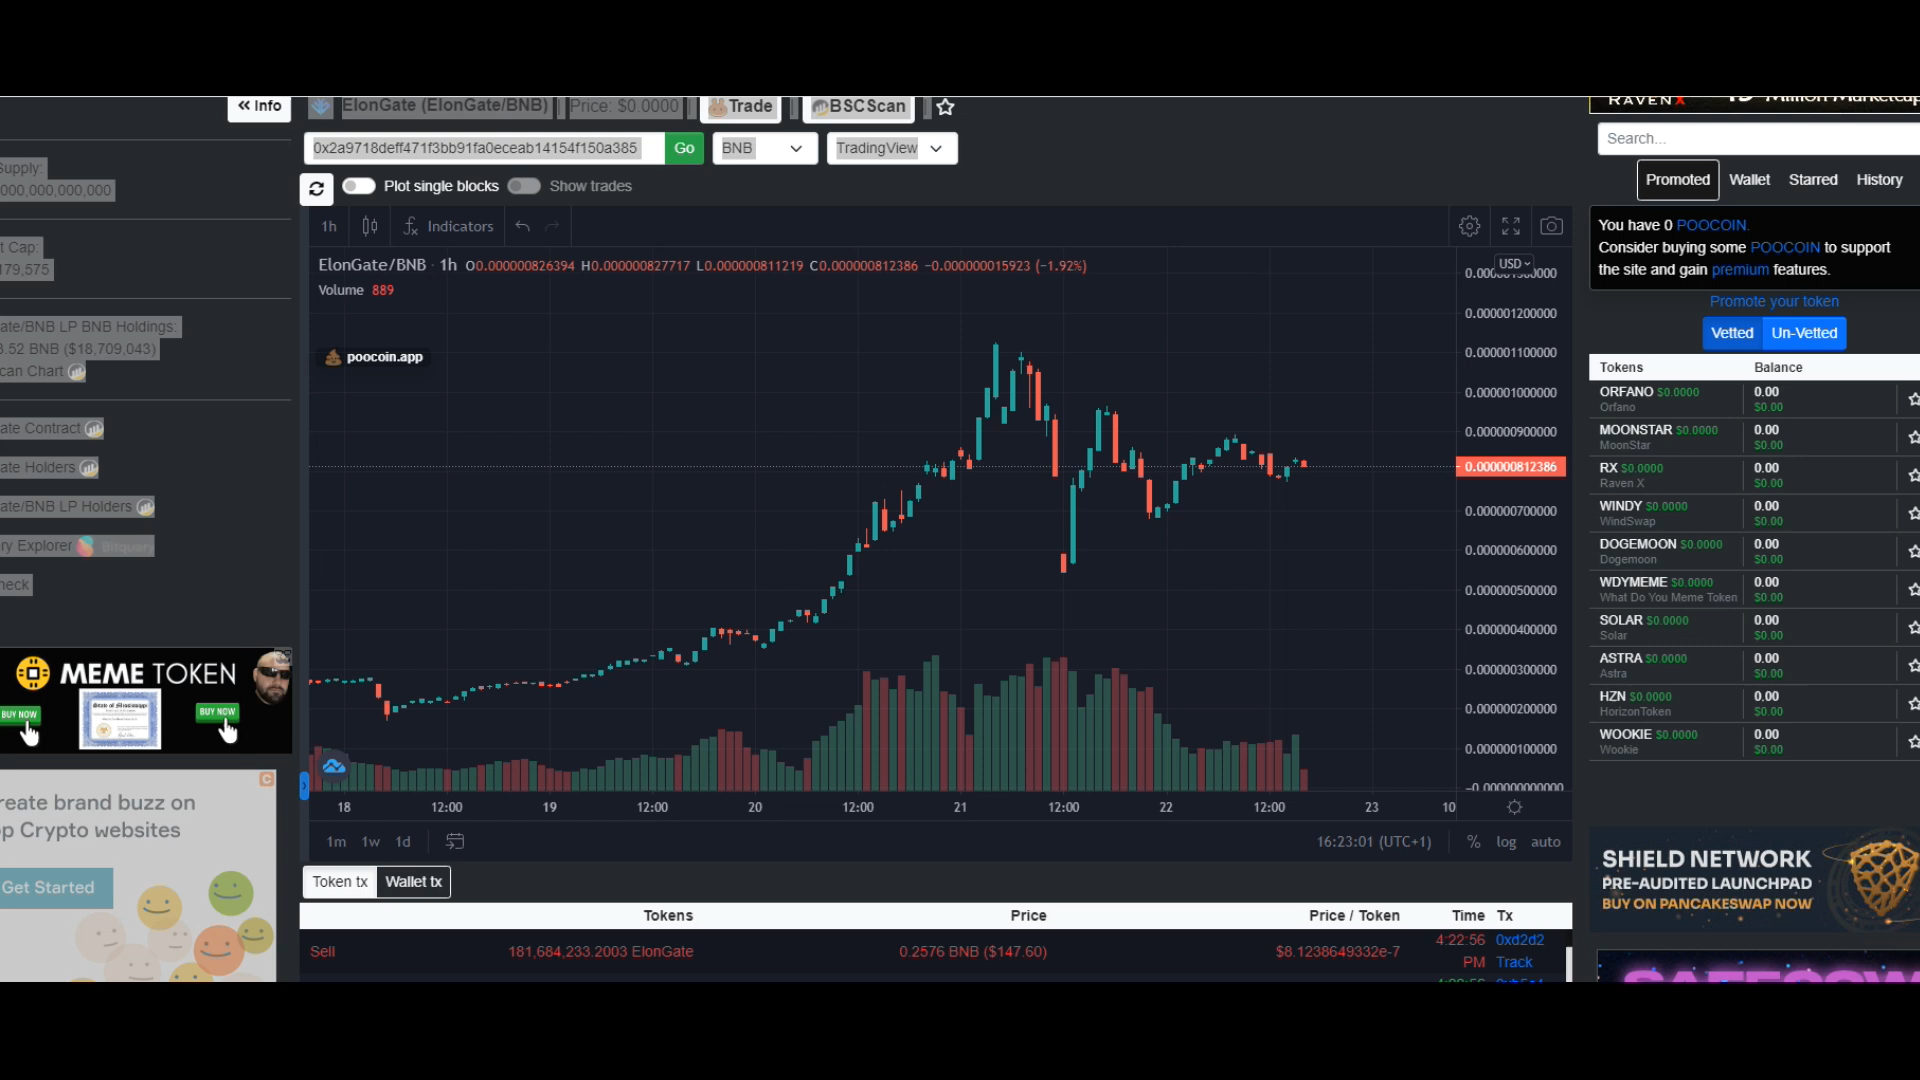 « Info
ElonGate (ElonGate/BNB) Price: $0.0000 Trade BSCScan
RAVENX
Search...
0x2a9718deff471f3bb91fa0eceab14154f150a385 Go BNB TradingView
upply:
000,000,000,000
Plot single blocks Show trades
Promoted Wallet Starred History
1h Indicators
You have 0 POOCOIN.
Consider buying some POOCOIN to support
the site and gain premium features.
Promote your token
Vetted Un-Vetted
t Cap:
179,575
ElonGate/BNB · 1h O0.000000826394 H0.000000827717 L0.000000811219 C0.000000812386 −0.000000015923 (−1.92%)
USD
Volume 889
poocoin.app
ate/BNB LP BNB Holdings:
3.52 BNB ($18,709,043)
can Chart
ate Contract
ate Holders
ate/BNB LP Holders
ry Explorer Bitquery
heck
0.000001200000
0.000001100000
0.000001000000
0.000000900000
0.000000812386
0.000000700000
0.000000600000
0.000000500000
0.000000400000
0.000000300000
0.000000200000
0.000000100000
-0.000000000000
18 12:00 19 12:00 20 12:00 21 12:00 22 12:00 23 10
1m 1w 1d
16:23:01 (UTC+1) % log auto
Tokens Balance
ORFANO $0.0000 0.00
Orfano $0.00
MOONSTAR $0.0000 0.00
MoonStar $0.00
RX $0.0000 0.00
Raven X $0.00
WINDY $0.0000 0.00
WindSwap $0.00
DOGEMOON $0.0000 0.00
Dogemoon $0.00
WDYMEME $0.0000 0.00
What Do You Meme Token $0.00
SOLAR $0.0000 0.00
Solar $0.00
ASTRA $0.0000 0.00
Astra $0.00
HZN $0.0000 0.00
HorizonToken $0.00
WOOKIE $0.0000 0.00
Wookie $0.00
MEME TOKEN
State of Mississippi
BUY NOW
BUY NOW
reate brand buzz on
p Crypto websites
Get Started
Token tx Wallet tx
Tokens Price Price / Token Time Tx
Sell 181,684,233.2003 ElonGate 0.2576 BNB ($147.60) $8.1238649332e-7 4:22:56 PM 0xd2d2
Track
SHIELD NETWORK
PRE-AUDITED LAUNCHPAD
BUY ON PANCAKESWAP NOW